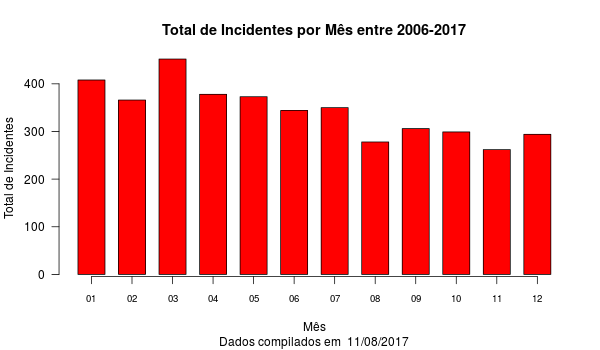 Total de Incidentes por Mês entre 2006-2017
Total de Incidentes
400
300
200
100
0
01 02 03 04 05 06 07 08 09 10 11 12
Mês
Dados compilados em 11/08/2017